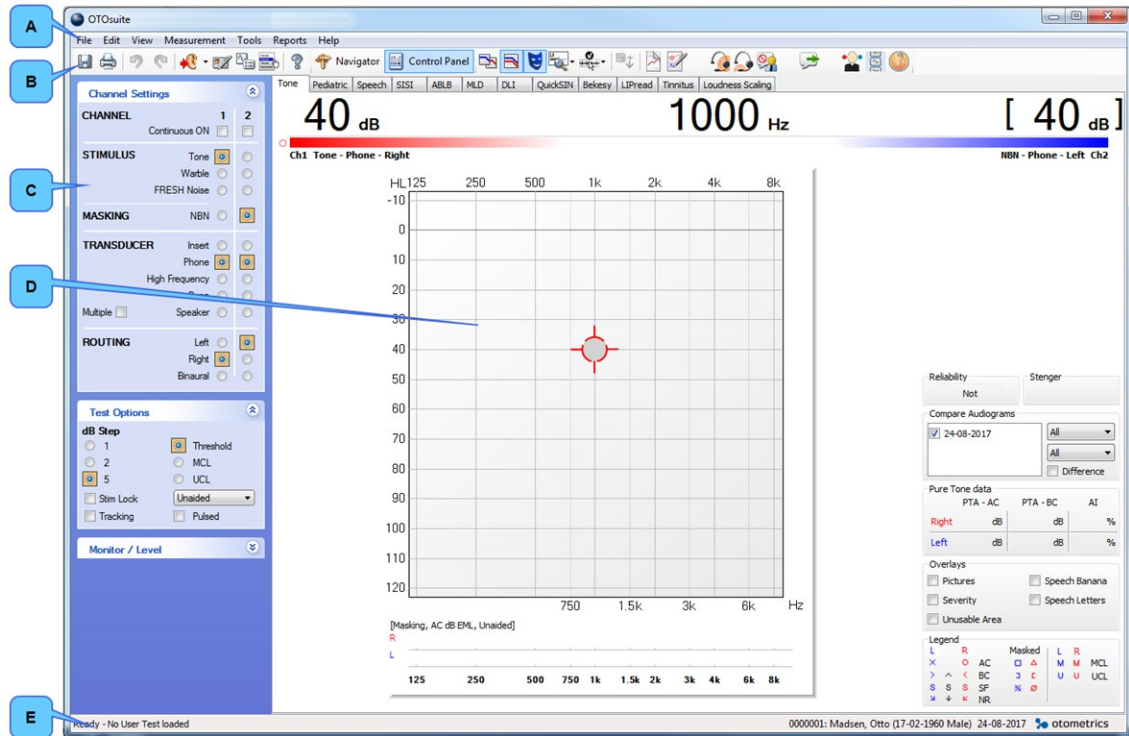 OTOsuite
A
File Edit View Measurement Tools Reports Help
B
Navigator Control Panel
Tone Pediatric Speech SISI ABLB MLD DLI QuickSIN Bekesy LIPread Tinnitus Loudness Scaling
40 dB 1000 Hz [ 40 dB ]
Ch1 Tone - Phone - Right NBN - Phone - Left Ch2
Channel Settings
CHANNEL 1 2
Continuous ON
STIMULUS Tone
Warble
C
FRESH Noise
MASKING NBN
TRANSDUCER Insert
Phone
High Frequency
D
Multiple Speaker
ROUTING Left
Right
Binaural
Test Options
dB Step
1 Threshold
2 MCL
5 UCL
Stim Lock Unaided
Tracking Pulsed
Monitor / Level
HL 125 250 500 1k 2k 4k 8k
-10
0
10
20
30
40
50
60
70
80
90
100
110
120
750 1.5k 3k 6k Hz
[Masking, AC dB EML, Unaided]
R
L
125 250 500 750 1k 1.5k 2k 3k 4k 6k 8k
Reliability Stenger
Not
Compare Audiograms
24-08-2017 All
All
Difference
Pure Tone data
PTA - AC PTA - BC AI
Right dB dB %
Left dB dB %
Overlays
Pictures Speech Banana
Severity Speech Letters
Unusable Area
Legend
L R Masked L R
X O AC M M MCL
> ^ < BC U U UCL
S S S SF
NR
E
Ready - No User Test loaded 0000001: Madsen, Otto (17-02-1960 Male) 24-08-2017 otometrics